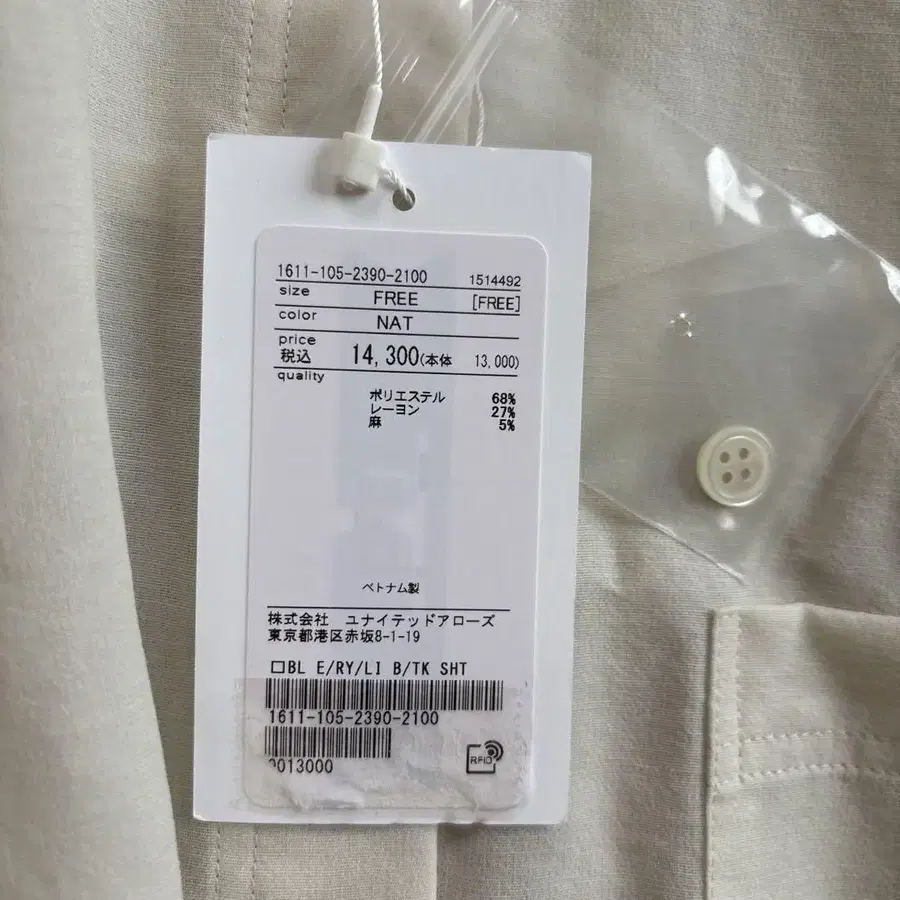 1611-105-2390-2100 1514492
size FREE [FREE]
color NAT
price
税込 14,300(本体 13,000)
quality
ポリエステル 68%
レーヨン 27%
麻 5%
ベトナム製
株式会社 ユナイテッドアローズ
東京都港区赤坂8-1-19
□BL E/RY/LI B/TK SHT
1611-105-2390-2100
0013000
RFID